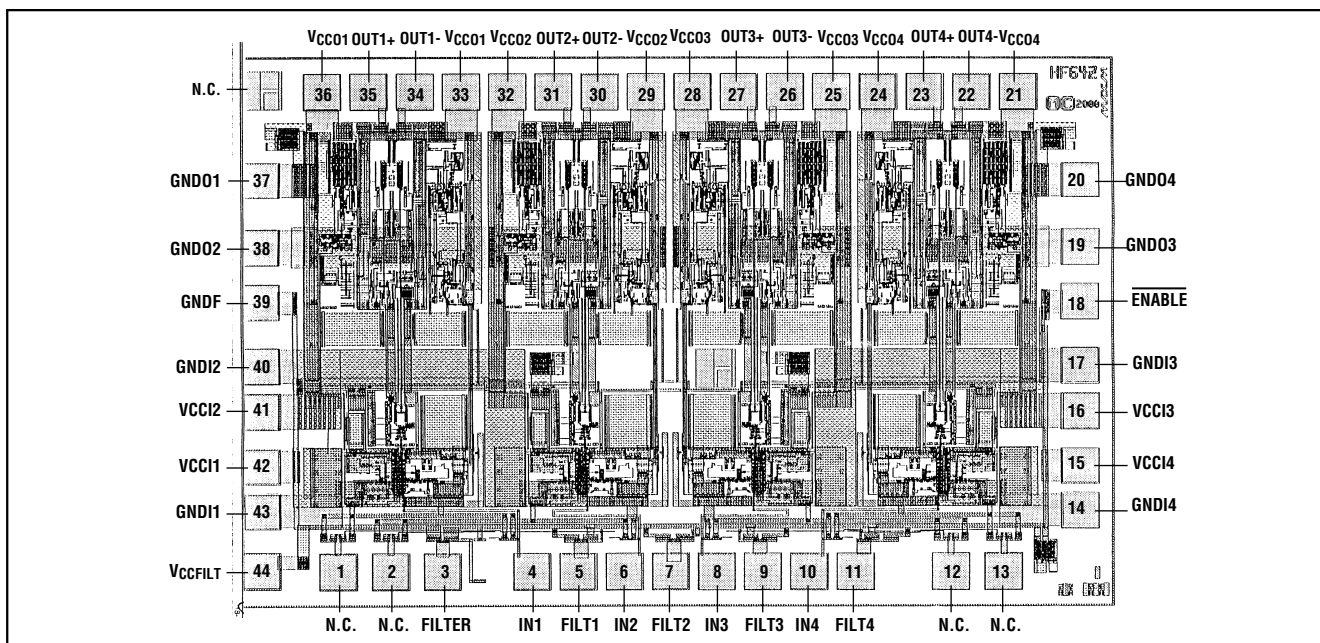 VCCO1 OUT1+ OUT1- VCCO1 VCCO2 OUT2+ OUT2- VCCO2 VCCO3 OUT3+ OUT3- VCCO3 VCCO4 OUT4+ OUT4- VCCO4
N.C. HF64Z
36 35 34 33 32 31 30 29 28 27 26 25 24 23 22 21
2000
GNDO1 37 20 GNDO4
GNDO2 38 19 GNDO3
GNDF 39 18 ENABLE
GNDI2 40 17 GNDI3
VCCI2 41 16 VCCI3
VCCI1 42 15 VCCI4
GNDI1 43 14 GNDI4
VCCFILT 44 1 2 3 4 5 6 7 8 9 10 11 12 13
N.C. N.C. FILTER IN1 FILT1 IN2 FILT2 IN3 FILT3 IN4 FILT4 N.C. N.C.